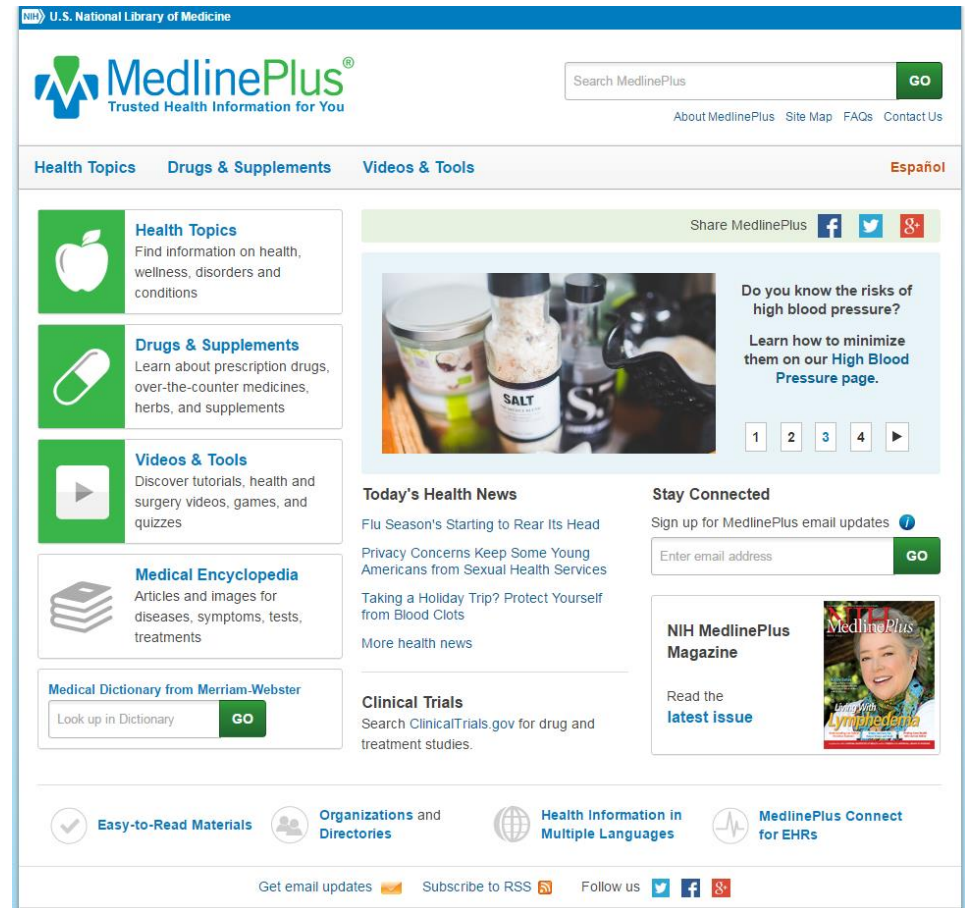 NIH U.S. National Library of Medicine
MedlinePlus®
Trusted Health Information for You
Search MedlinePlus
GO
About MedlinePlus Site Map FAQs Contact Us
Health Topics Drugs & Supplements Videos & Tools Español
Health Topics
Find information on health,
wellness, disorders and
conditions
Drugs & Supplements
Learn about prescription drugs,
over-the-counter medicines,
herbs, and supplements
Videos & Tools
Discover tutorials, health and
surgery videos, games, and
quizzes
Medical Encyclopedia
Articles and images for
diseases, symptoms, tests,
treatments
Medical Dictionary from Merriam-Webster
Look up in Dictionary
GO
Share MedlinePlus
SALT
S.
Do you know the risks of
high blood pressure?
Learn how to minimize
them on our High Blood
Pressure page.
1 2 3 4
Today's Health News
Flu Season's Starting to Rear Its Head
Privacy Concerns Keep Some Young
Americans from Sexual Health Services
Taking a Holiday Trip? Protect Yourself
from Blood Clots
More health news
Clinical Trials
Search ClinicalTrials.gov for drug and
treatment studies.
Stay Connected
Sign up for MedlinePlus email updates
Enter email address
GO
NIH MedlinePlus
Magazine
Read the
latest issue
NIH
MedlinePlus
Living With
Lymphedema
Easy-to-Read Materials
Organizations and
Directories
Health Information in
Multiple Languages
MedlinePlus Connect
for EHRs
Get email updates Subscribe to RSS Follow us